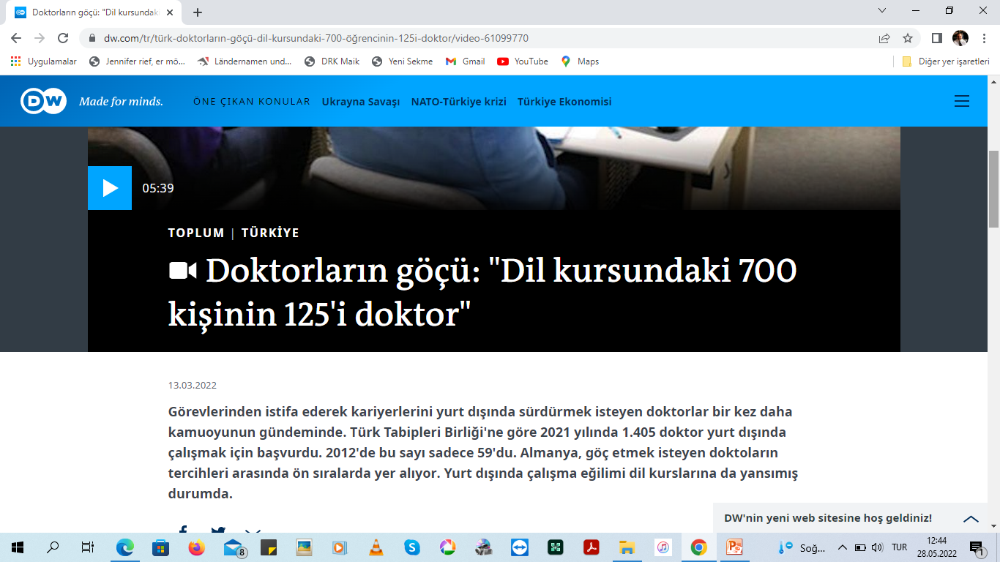 Doktorların göçü: "Dil kursundaki
dw.com/tr/türk-doktorların-göçü-dil-kursundaki-700-öğrencinin-125i-doktor/video-61099770
Uygulamalar Jennifer rief, er mö... Ländernamen und... DRK Maik Yeni Sekme Gmail YouTube Maps Diğer yer işaretleri
DW Made for minds. ÖNE ÇIKAN KONULAR Ukrayna Savaşı NATO-Türkiye krizi Türkiye Ekonomisi
05:39
TOPLUM | TÜRKİYE
Doktorların göçü: "Dil kursundaki 700
kişinin 125'i doktor"
13.03.2022
Görevlerinden istifa ederek kariyerlerini yurt dışında sürdürmek isteyen doktorlar bir kez daha
kamuoyunun gündeminde. Türk Tabipleri Birliği'ne göre 2021 yılında 1.405 doktor yurt dışında
çalışmak için başvurdu. 2012'de bu sayı sadece 59'du. Almanya, göç etmek isteyen doktoların
tercihleri arasında ön sıralarda yer alıyor. Yurt dışında çalışma eğilimi dil kurslarına da yansımış
durumda.
DW'nin yeni web sitesine hoş geldiniz!
8 Soğ... TUR 12:44
28.05.2022 1